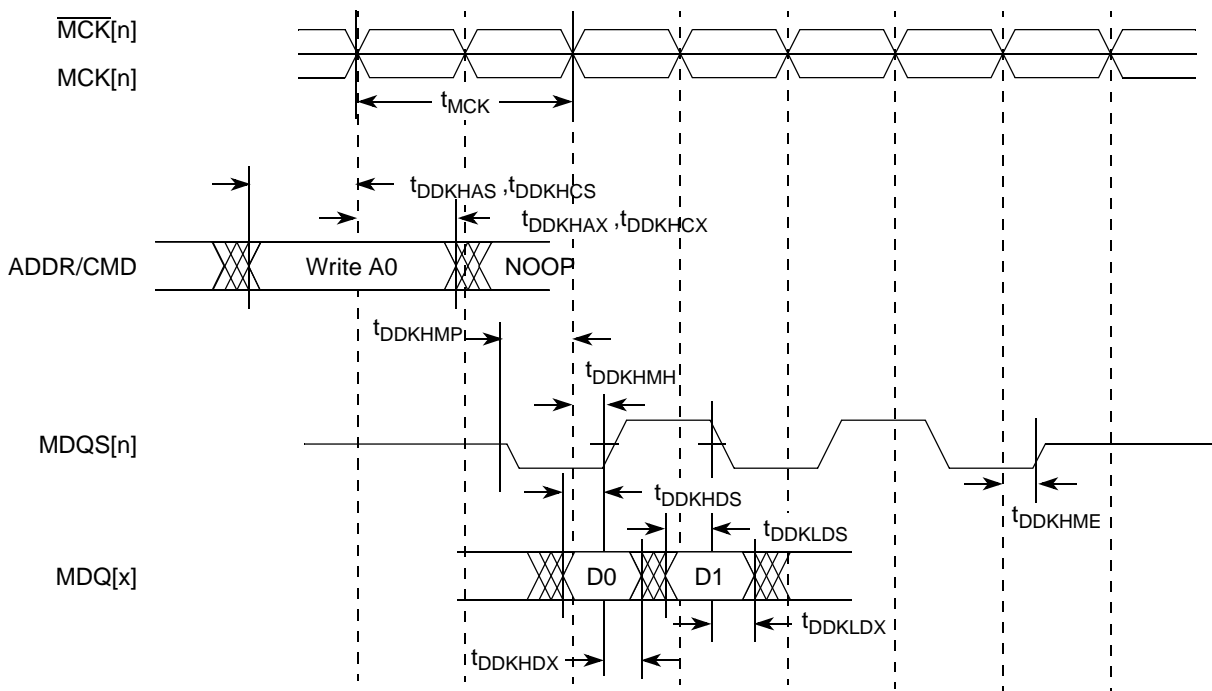 MCK[n]
MCK[n]
tMCK
tDDKHAS ,tDDKHCS
tDDKHAX ,tDDKHCX
ADDR/CMD
Write A0
NOOP
tDDKHMP
tDDKHMH
MDQS[n]
tDDKHDS
tDDKHME
tDDKLDS
MDQ[x]
D0
D1
tDDKLDX
tDDKHDX